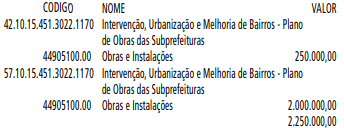 CODIGO NOME VALOR
42.10.15.451.3022.1170 Intervenção, Urbanização e Melhoria de Bairros - Plano
de Obras das Subprefeituras
44905100.00 Obras e Instalações 250.000,00
57.10.15.451.3022.1170 Intervenção, Urbanização e Melhoria de Bairros - Plano
de Obras das Subprefeituras
44905100.00 Obras e Instalações 2.000.000,00
2.250.000,00